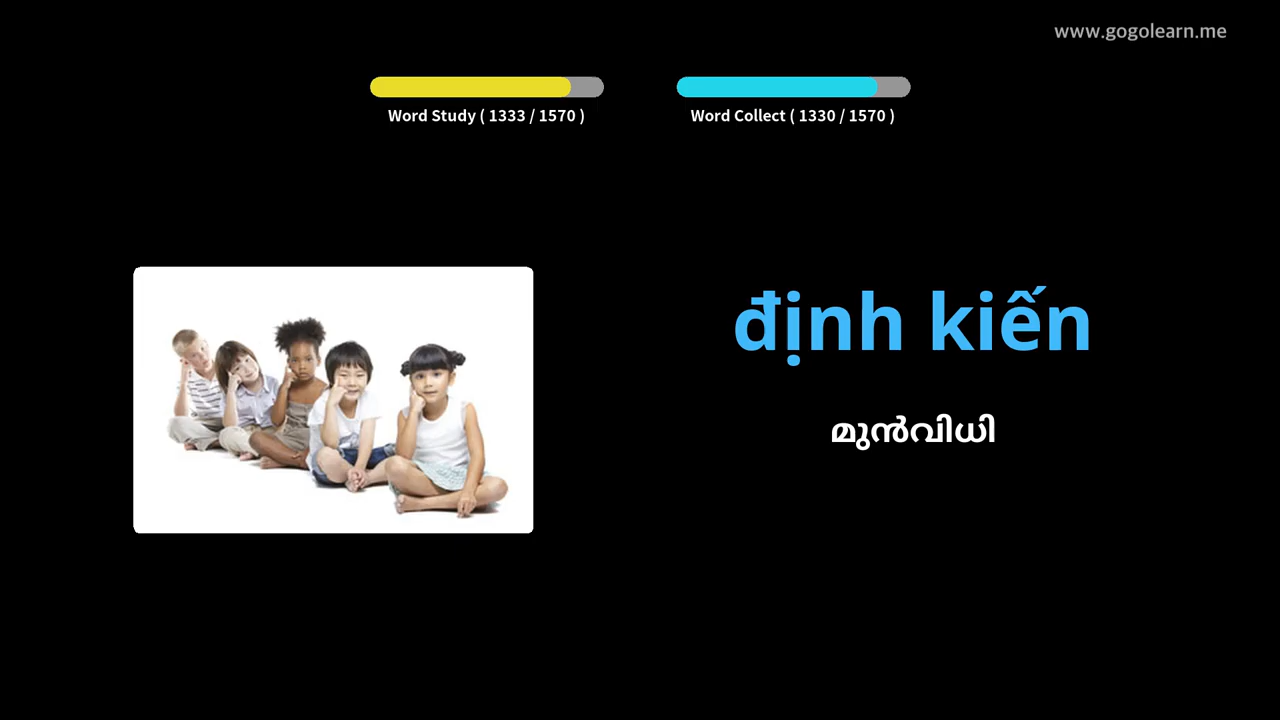 www.gogolearn.me
Word Study ( 1333 / 1570 )
Word Collect ( 1330 / 1570 )
định kiến
മുൻവിധി